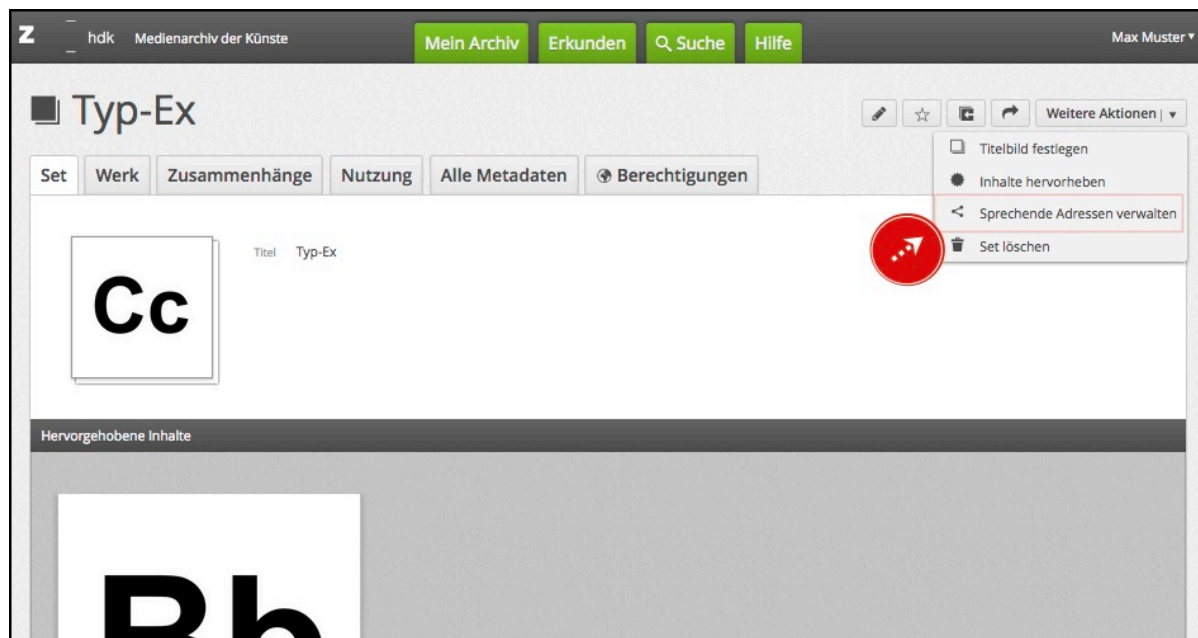 Z hdk Medienarchiv der Künste Mein Archiv Erkunden Suche Hilfe Max Muster
Typ-Ex
Weitere Aktionen
Titelbild festlegen
Inhalte hervorheben
Sprechende Adressen verwalten
Set löschen
Set Werk Zusammenhänge Nutzung Alle Metadaten Berechtigungen
Titel Typ-Ex
Cc
Hervorgehobene Inhalte
Bb